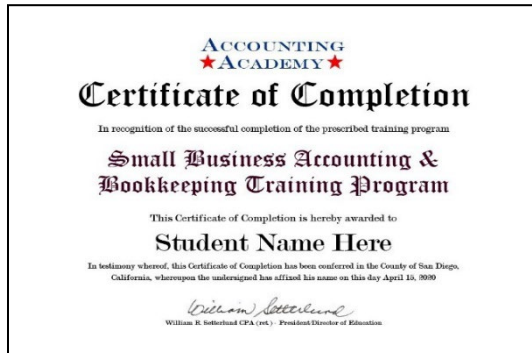 ACCOUNTING
ACADEMY
Certificate of Completion
In recognition of the successful completion of the prescribed training program
Small Business Accounting &
Bookkeeping Training Program
This Certificate of Completion is hereby awarded to
Student Name Here
In testimony whereof, this Certificate of Completion has been conferred in the County of San Diego,
California, whereupon the undersigned has affixed his name on this day April 15, 2020
William Setterlund
William R. Setterlund CPA (ret.) - President/Director of Education